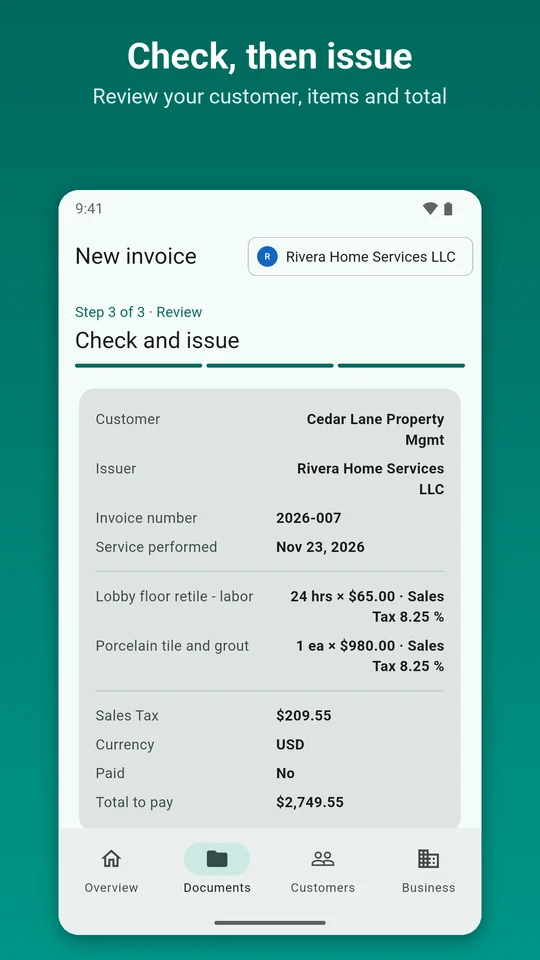 Check, then issue
Review your customer, items and total
9:41
New invoice
R
Rivera Home Services LLC
Step 3 of 3 · Review
Check and issue
Customer
Cedar Lane Property
Mgmt
Issuer
Rivera Home Services
LLC
Invoice number
2026-007
Service performed
Nov 23, 2026
Lobby floor retile - labor
24 hrs × $65.00 · Sales
Tax 8.25 %
Porcelain tile and grout
1 ea × $980.00 · Sales
Tax 8.25 %
Sales Tax
$209.55
Currency
USD
Paid
No
Total to pay
$2,749.55
Overview
Documents
Customers
Business